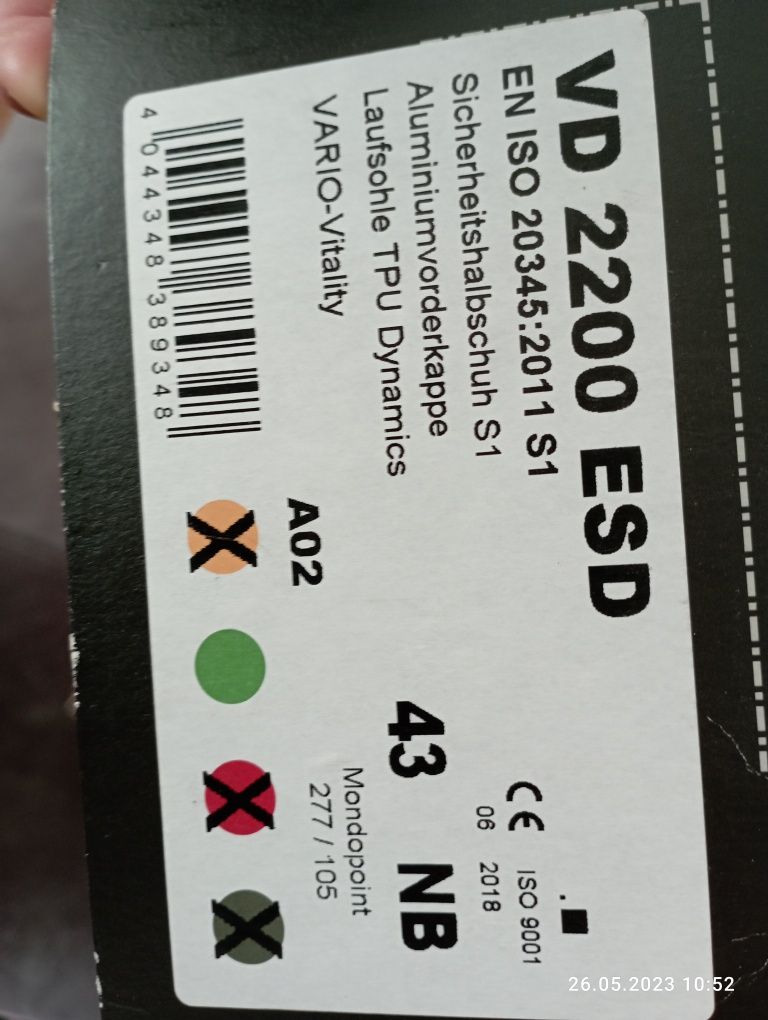 VD 2200 ESD
EN ISO 20345:2011 S1
Sicherheitshalbschuh S1
Aluminiumvorderkappe
Laufsohle TPU Dynamics
VARIO-Vitality
CE ISO 9001
06 2018
43 NB
Mondopoint
277 / 105
A02
X X X
4 044348 389348
26.05.2023 10:52